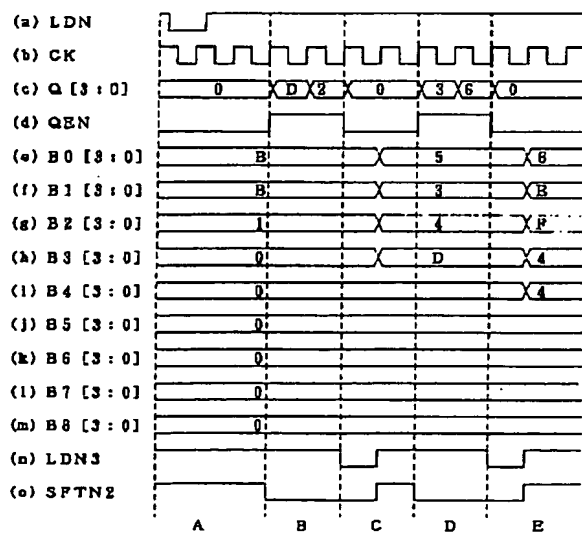 (a) LDN
(b) CK
(c) Q [3 : 0] 0 D 2 0 3 6 0
(d) QEN
(e) B0 [3 : 0] B 5 6
(f) B1 [3 : 0] B 3 B
(g) B2 [3 : 0] 1 4 F
(h) B3 [3 : 0] 0 D 4
(i) B4 [3 : 0] 0 4
(j) B5 [3 : 0] 0
(k) B6 [3 : 0] 0
(l) B7 [3 : 0] 0
(m) B8 [3 : 0] 0
(n) LDN3
(o) SFTN2
A B C D E